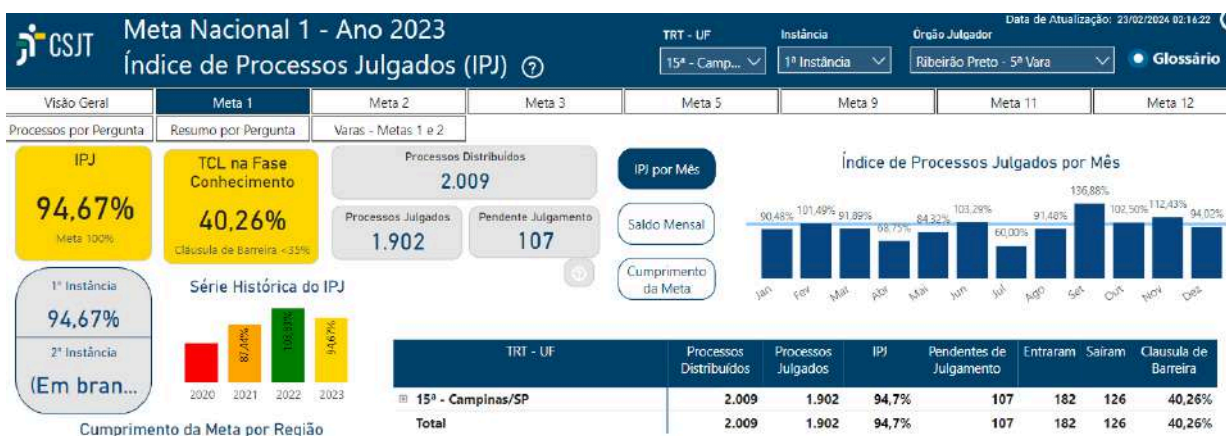 CSJT
Meta Nacional 1 - Ano 2023
Índice de Processos Julgados (IPJ)
Data de Atualização: 23/02/2024 02:16:22
TRT - UF
Instância
Órgão Julgador
15ª - Camp...
1ª Instância
Ribeirão Preto - 5ª Vara
Glossário
Visão Geral
Meta 1
Meta 2
Meta 3
Meta 5
Meta 9
Meta 11
Meta 12
Processos por Pergunta
Resumo por Pergunta
Varas - Metas 1 e 2
IPJ
94,67%
Meta 100%
TCL na Fase
Conhecimento
40,26%
Cláusula de Barreira <35%
Processos Distribuídos
2.009
Processos Julgados
1.902
Pendente Julgamento
107
IPJ por Mês
Saldo Mensal
Cumprimento
da Meta
Índice de Processos Julgados por Mês
90,48% 101,49% 91,89% 68,75% 84,32% 103,29% 60,00% 91,48% 136,88% 102,50% 112,43% 94,02%
Jan Fev Mar Abr Mai Jun Jul Ago Set Out Nov Dez
1ª Instância
94,67%
2ª Instância
(Em bran...
Série Histórica do IPJ
87,44% 94,67%
2020 2021 2022 2023
Cumprimento da Meta por Região
TRT - UF Processos Distribuídos Processos Julgados IPJ Pendentes de Julgamento Entraram Saíram Clausula de Barreira
15ª - Campinas/SP 2.009 1.902 94,7% 107 182 126 40,26%
Total 2.009 1.902 94,7% 107 182 126 40,26%